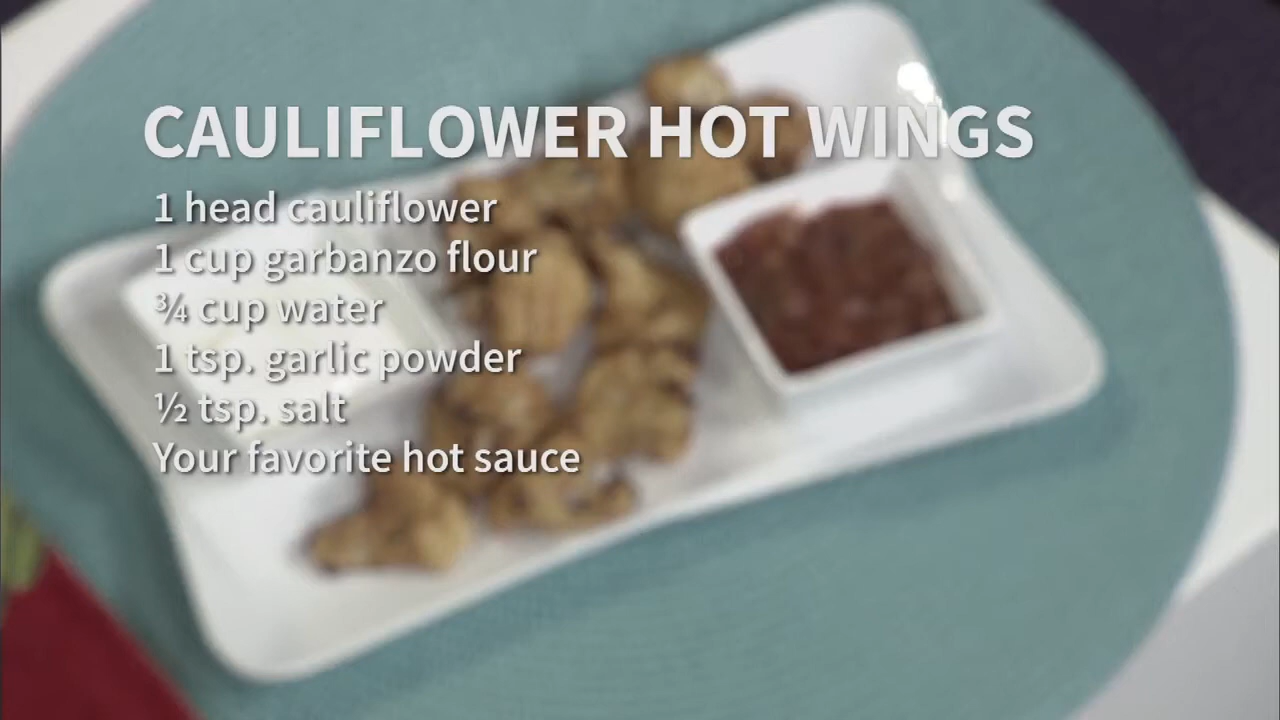 CAULIFLOWER HOT WINGS
1 head cauliflower
1 cup garbanzo flour
¾ cup water
1 tsp. garlic powder
½ tsp. salt
Your favorite hot sauce